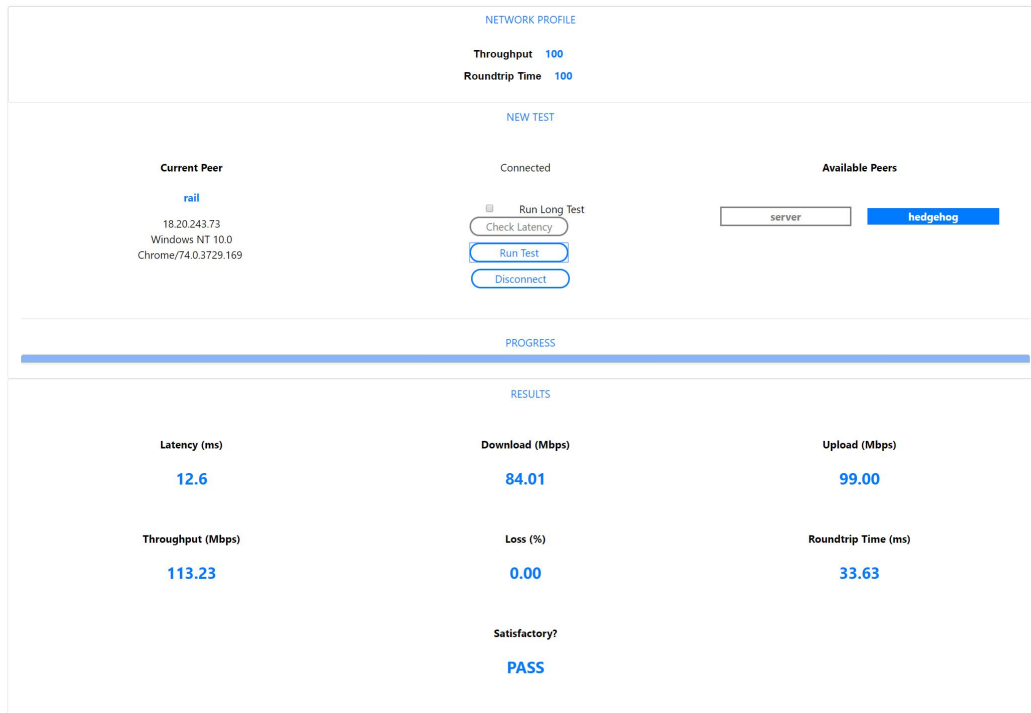 NETWORK PROFILE
Throughput 100
Roundtrip Time 100
NEW TEST
Current Peer
rail
18.20.243.73
Windows NT 10.0
Chrome/74.0.3729.169
Connected
Run Long Test
Check Latency
Run Test
Disconnect
Available Peers
server hedgehog
PROGRESS
RESULTS
Latency (ms) Download (Mbps) Upload (Mbps)
12.6 84.01 99.00
Throughput (Mbps) Loss (%) Roundtrip Time (ms)
113.23 0.00 33.63
Satisfactory?
PASS